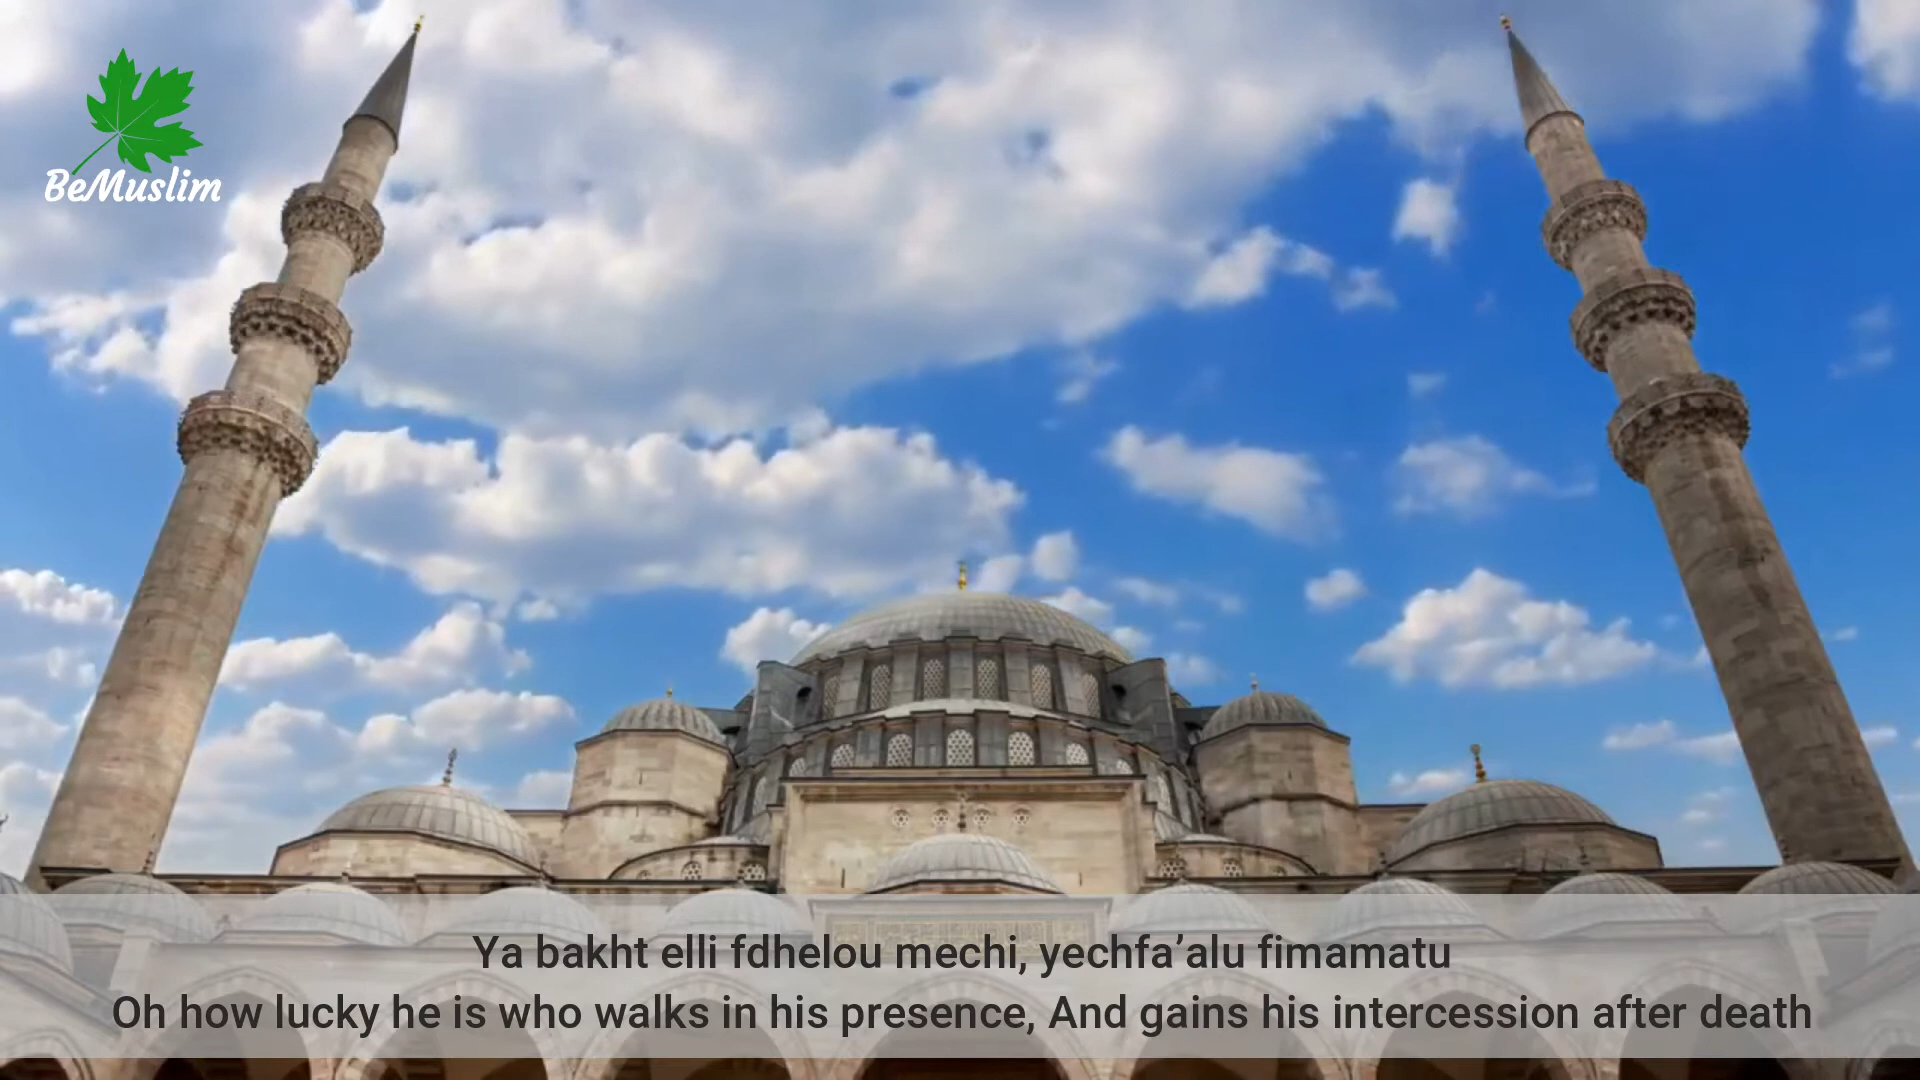 BeMuslim
Ya bakht elli fdhelou mechi, yechfa’alu fimamatu
Oh how lucky he is who walks in his presence, And gains his intercession after death